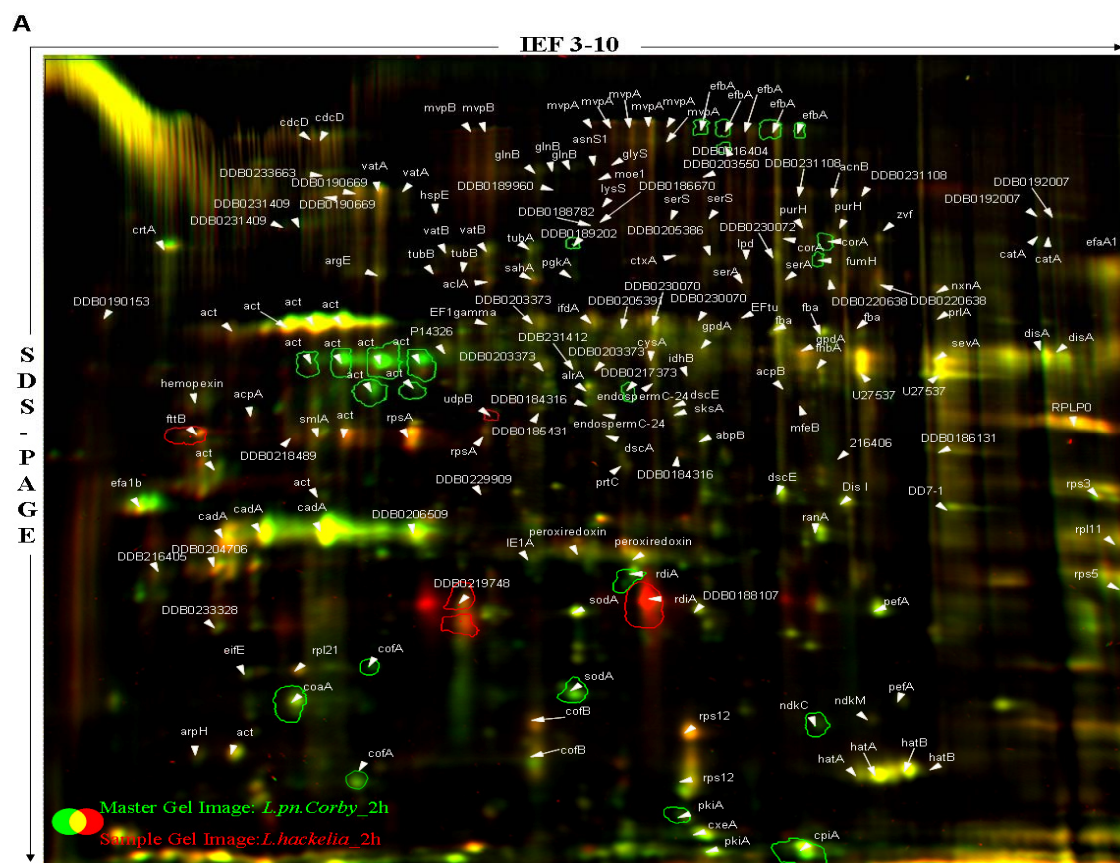 A
IEF 3-10
SDS-PAGE
mvpB mvpB mvpA mvpA mvpA mvpA mvpA mvpA efbA efbA efbA efbA
cdcD cdcD asnS1
glnB glnB glnB glyS DDB0216404
DDB0203550 DDB0231108 acnB
DDB0233663 vatA moe1
DDB0190669 vatA DDB0189960 lysS DDB0186670 DDB0231108 DDB0192007
DDB0231409 DDB0190669 hspE DDB0188782 serS serS purH purH DDB0192007
DDB0231409 vatB vatB DDB0189202 DDB0205386 DDB0230072 zvf
crtA tubB tubB tubA corA corA catA catA efaA1
argE sahA pgkA ctxA lpd serA serA fumH
aclA DDB0230070 nxnA
DDB0190153 DDB0203373 ifdA DDB0205391 DDB0230070 EFtu DDB0220638 DDB0220638
act act act act EF1gamma gpdA fba gpdA fba prlA
act act act act P14326 DDB231412 DDB0203373 cysA idhB fhbA disA disA
DDB0203373 alrA DDB0217373 acpB sevA
hemopexin act act endospermC-24 dscE U27537 U27537
acpA udpB DDB0184316 sksA mfeB RPLP0
fttB smlA act rpsA DDB0185431 endospermC-24 abpB
DDB0218489 rpsA dscA 216406 DDB0186131
act DDB0184316
efa1b act DDB0229909 prtC dscE Dis I DD7-1 rps3
cadA cadA cadA DDB0206509 peroxiredoxin ranA rpl11
DDB216405 DDB0204706 IE1A peroxiredoxin
DDB0219748 rdiA rps5
DDB0233328 sodA rdiA DDB0188107 pefA
eifE rpl21 cofA
coaA sodA pefA
cofB rps12 ndkC ndkM
arpH act cofB hatA hatA hatB hatB
cofA rps12
Master Gel Image: L.pn.Corby_2h pkiA
cxeA
Sample Gel Image:L.hackelia_2h pkiA cpiA